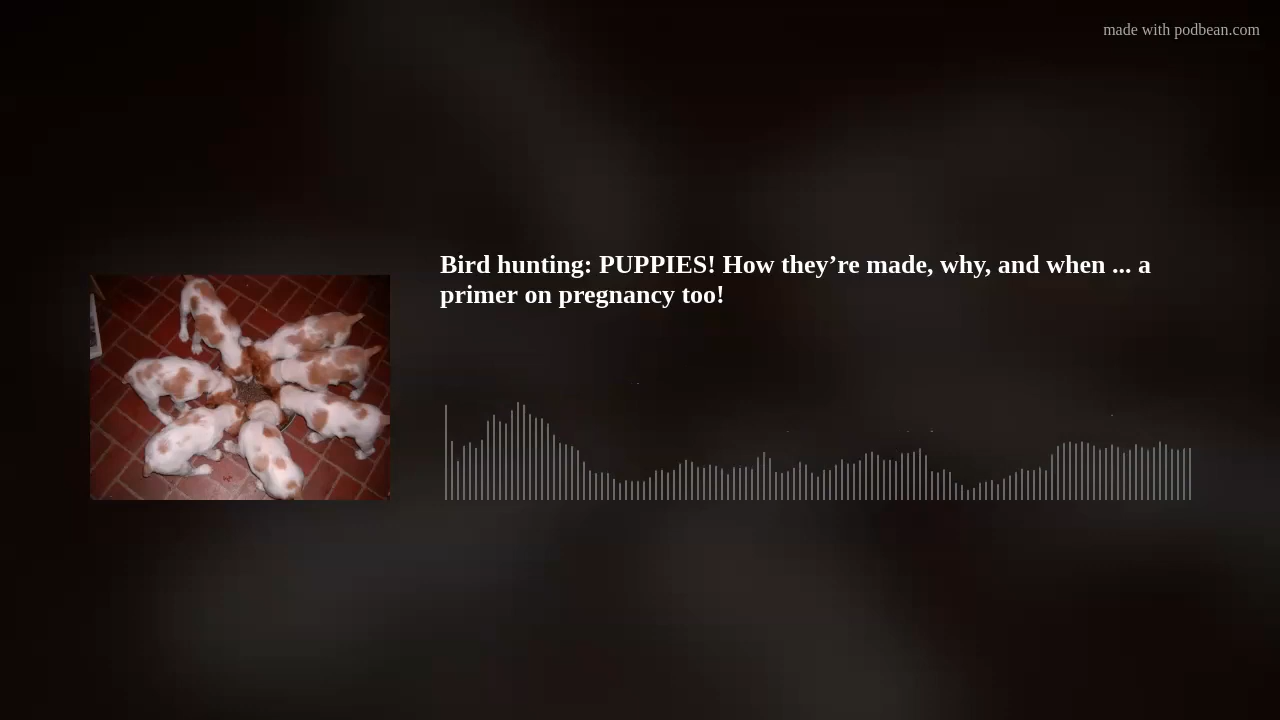 made with podbean.com
Bird hunting: PUPPIES! How they’re made, why, and when ... a
primer on pregnancy too!